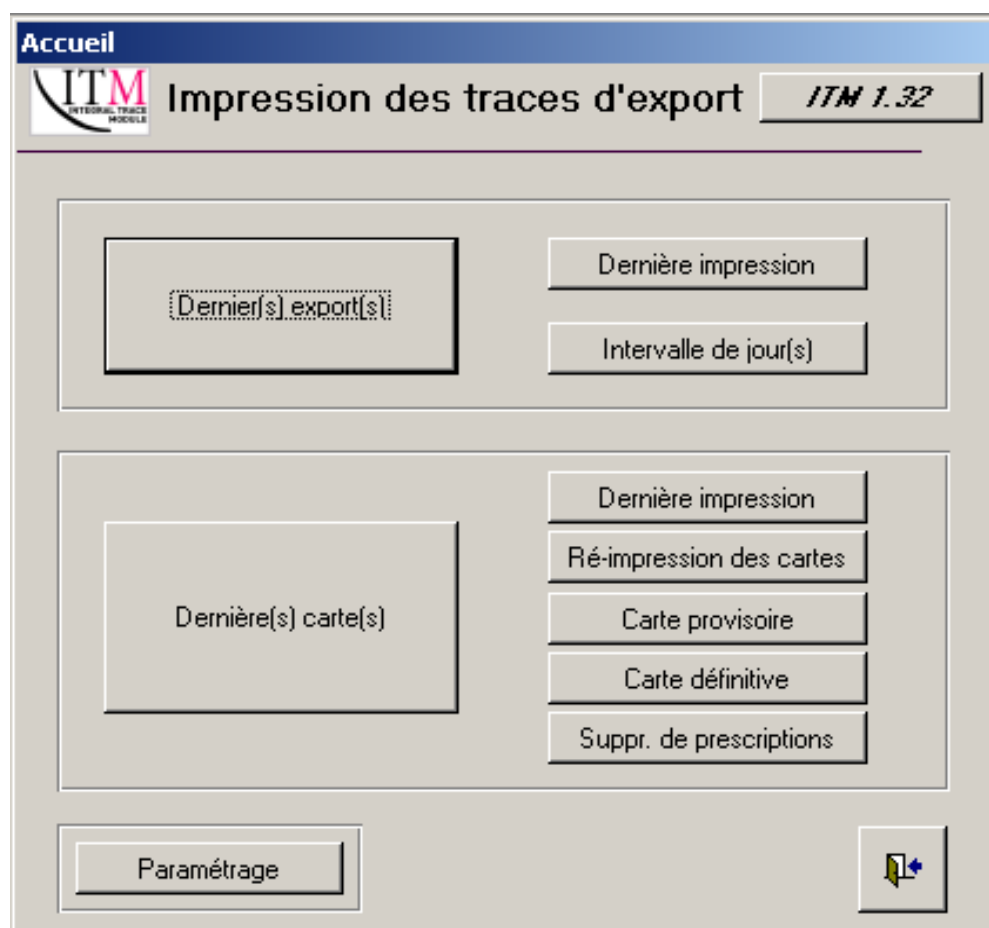 Accueil
ITM
INTEGRAL TRACE
MODULE
Impression des traces d'export
ITM 1.32
Dernier(s) export(s)
Dernière impression
Intervalle de jour(s)
Dernière(s) carte(s)
Dernière impression
Ré-impression des cartes
Carte provisoire
Carte définitive
Suppr. de prescriptions
Paramétrage